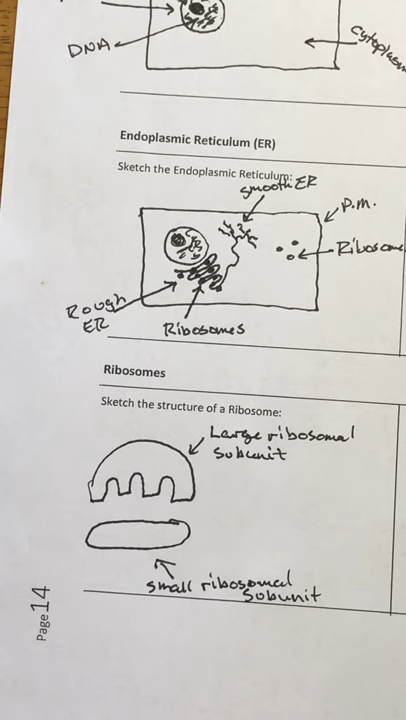 DNA
Cytoplasm
Endoplasmic Reticulum (ER)
Sketch the Endoplasmic Reticulum:
smooth ER
P.M.
Ribosome
Rough
ER
Ribosomes
Ribosomes
Sketch the structure of a Ribosome:
Large ribosomal
Subunit
small ribosomal
Subunit
Page 14